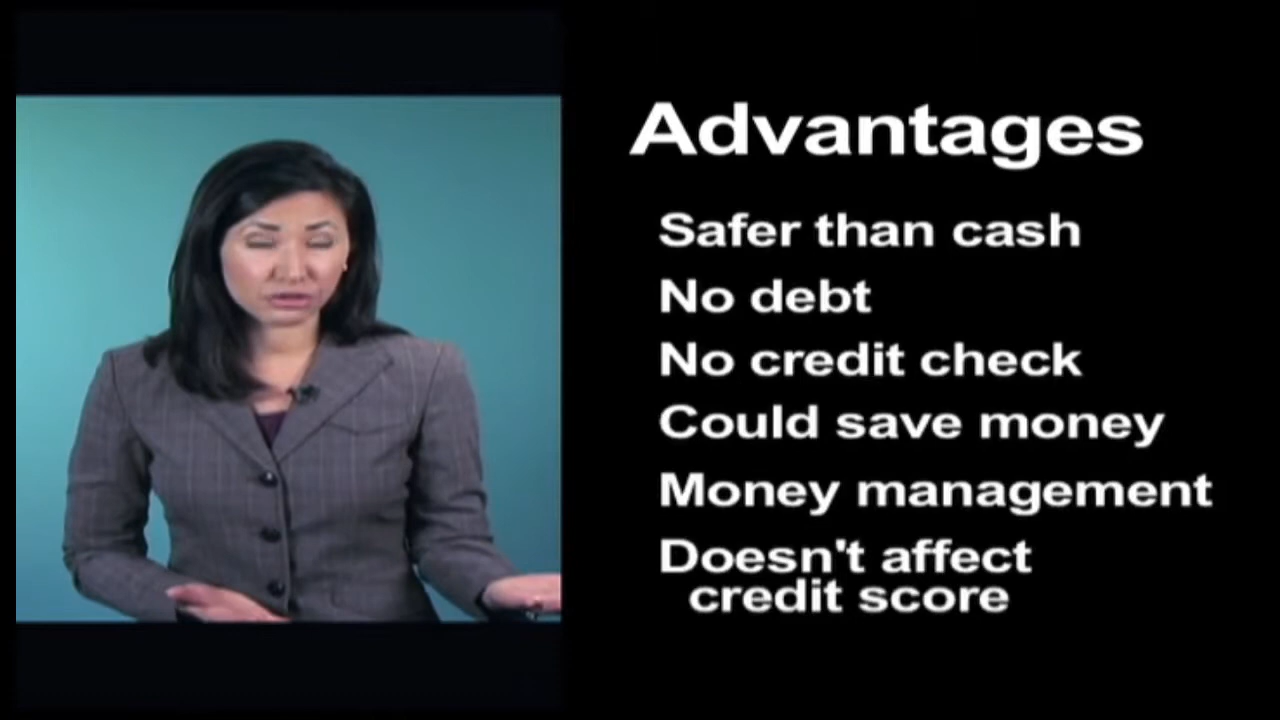 Advantages
Safer than cash
No debt
No credit check
Could save money
Money management
Doesn't affect
credit score